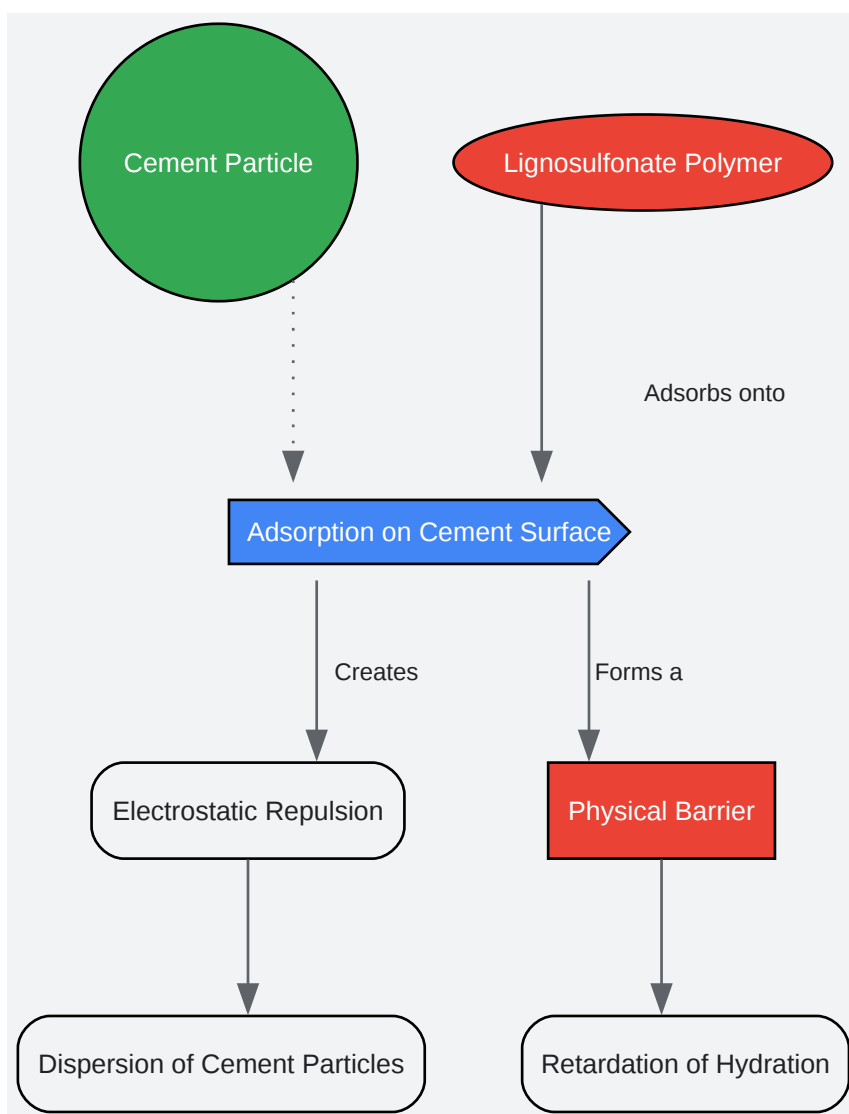 Cement Particle
Lignosulfonate Polymer
Adsorbs onto
Adsorption on Cement Surface
Creates
Forms a
Electrostatic Repulsion
Physical Barrier
Dispersion of Cement Particles
Retardation of Hydration